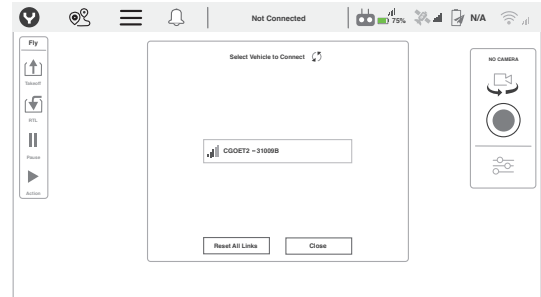 Not Connected
75%
N/A
Fly
Takeoff
RTL
Pause
Action
Select Vehicle to Connect
CGOET2 – 31009B
Reset All Links
Close
NO CAMERA